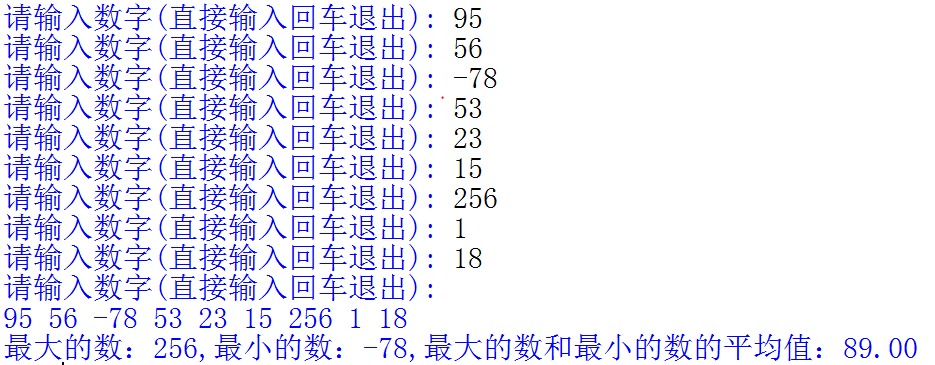 请输入数字(直接输入回车退出): 95
请输入数字(直接输入回车退出): 56
请输入数字(直接输入回车退出): -78
请输入数字(直接输入回车退出): 53
请输入数字(直接输入回车退出): 23
请输入数字(直接输入回车退出): 15
请输入数字(直接输入回车退出): 256
请输入数字(直接输入回车退出): 1
请输入数字(直接输入回车退出): 18
请输入数字(直接输入回车退出):
95 56 -78 53 23 15 256 1 18
最大的数：256,最小的数：-78,最大的数和最小的数的平均值：89.00